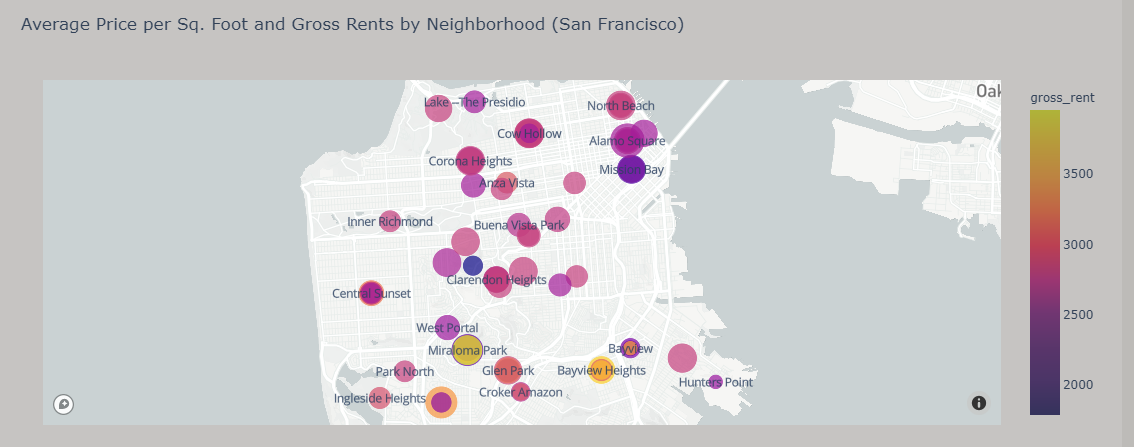 Average Price per Sq. Foot and Gross Rents by Neighborhood (San Francisco)
Oak
gross_rent
Lake --The Presidio
North Beach
Cow Hollow
Alamo Square
Corona Heights
Mission Bay
3500
Anza Vista
Inner Richmond
Buena Vista Park
3000
Clarendon Heights
Central Sunset
2500
West Portal
Miraloma Park
Bayview
Park North
Glen Park
Bayview Heights
Hunters Point
2000
Croker Amazon
Ingleside Heights